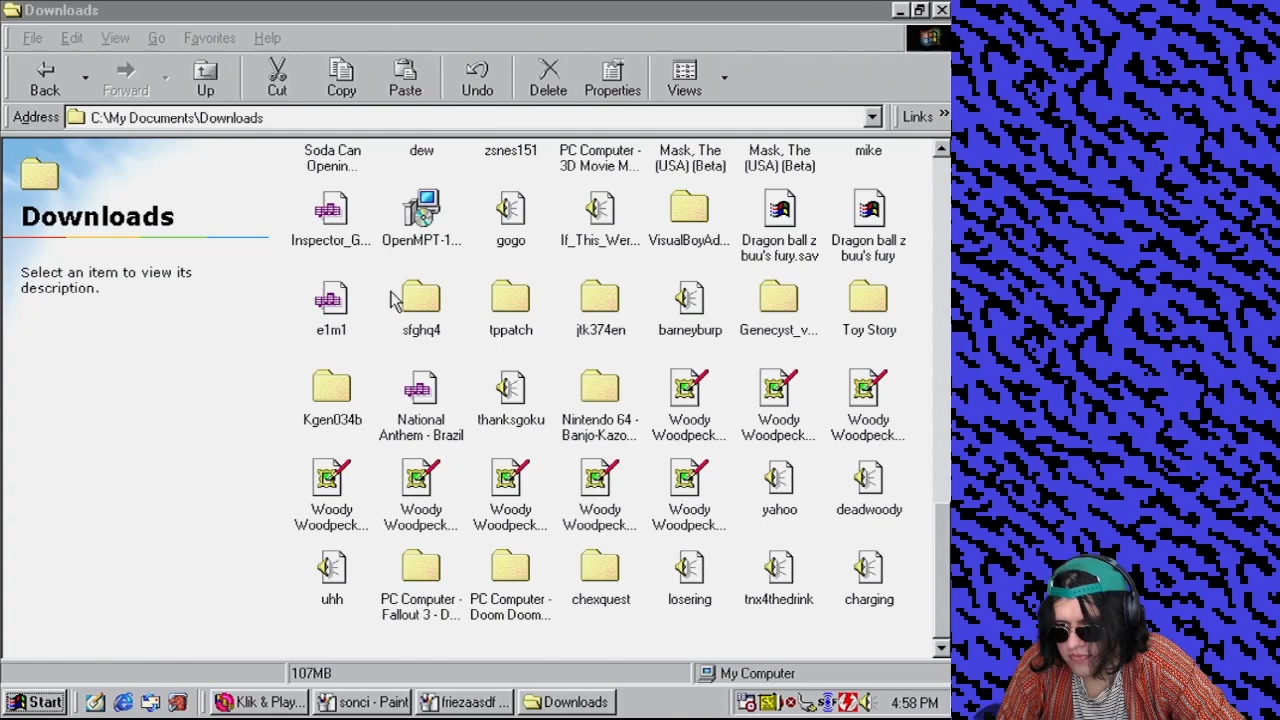 Downloads
File Edit View Go Favorites Help
Back Forward Up Cut Copy Paste Undo Delete Properties Views
Address C:\My Documents\Downloads Links »
Downloads
Select an item to view its
description.
Soda Can
Openin...
dew
zsnes151
PC Computer -
3D Movie M...
Mask, The
(USA) (Beta)
Mask, The
(USA) (Beta)
mike
Inspector_G...
OpenMPT-1...
gogo
If_This_Wer...
VisualBoyAd...
Dragon ball z
buu's fury.sav
Dragon ball z
buu's fury
e1m1
sfghq4
tppatch
jtk374en
barneyburp
Genecyst_v...
Toy Story
Kgen034b
National
Anthem - Brazil
thanksgoku
Nintendo 64 -
Banjo-Kazo...
Woody
Woodpeck...
Woody
Woodpeck...
Woody
Woodpeck...
Woody
Woodpeck...
Woody
Woodpeck...
Woody
Woodpeck...
Woody
Woodpeck...
Woody
Woodpeck...
yahoo
deadwoody
uhh
PC Computer -
Fallout 3 - D...
PC Computer -
Doom Doom...
chexquest
losering
tnx4thedrink
charging
107MB My Computer
Start Klik & Play... sonci - Paint friezaasdf ... Downloads 4:58 PM